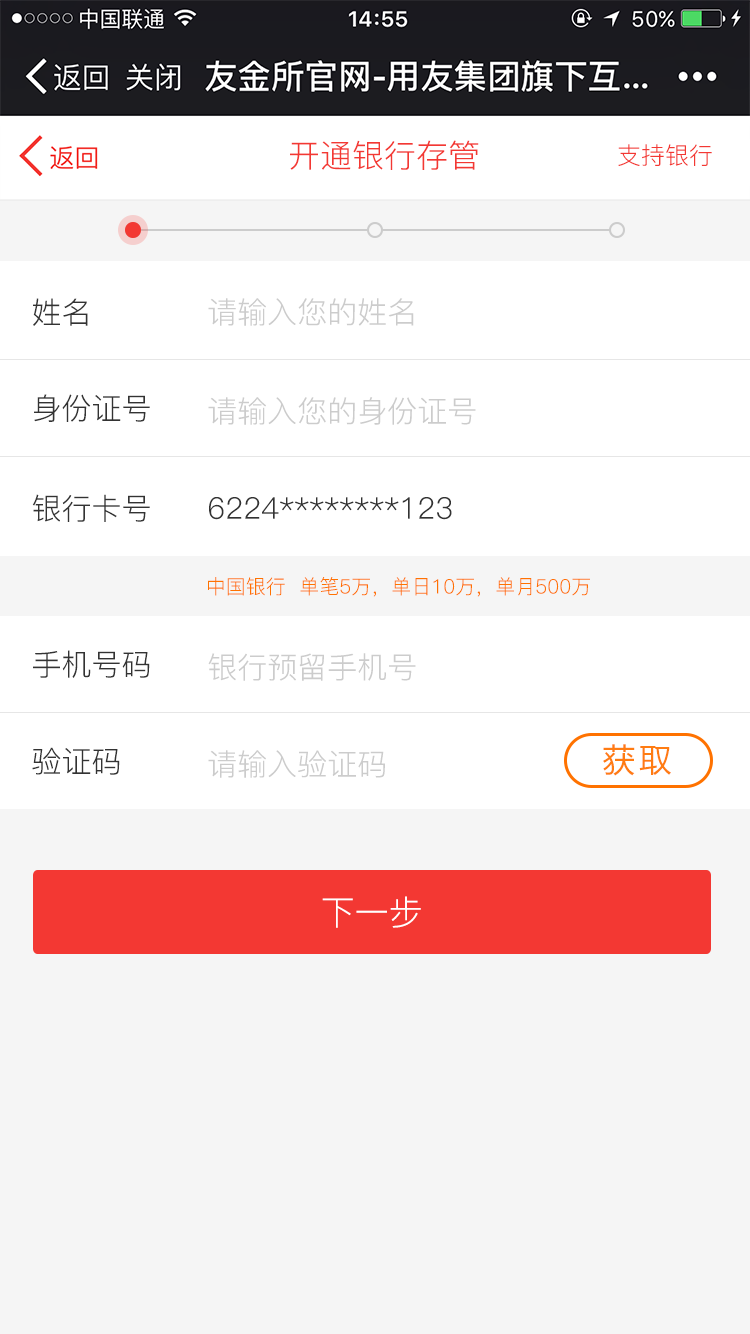 中国联通 14:55 50%
返回 关闭 友金所官网-用友集团旗下互...
返回 开通银行存管 支持银行
姓名 请输入您的姓名
身份证号 请输入您的身份证号
银行卡号 6224********123
中国银行 单笔5万, 单日10万, 单月500万
手机号码 银行预留手机号
验证码 请输入验证码 获取
下一步